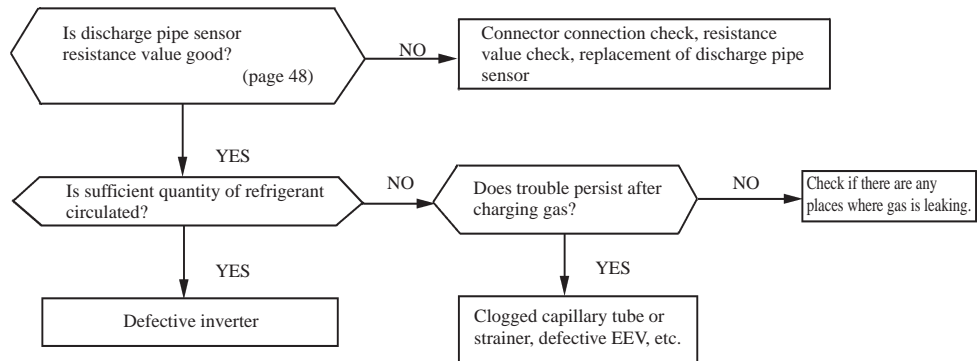 Is discharge pipe sensor
resistance value good?
(page 48)
NO
Connector connection check, resistance
value check, replacement of discharge pipe
sensor
YES
Is sufficient quantity of refrigerant
circulated?
NO
Does trouble persist after
charging gas?
NO
Check if there are any
places where gas is leaking.
YES
YES
Defective inverter
Clogged capillary tube or
strainer, defective EEV, etc.